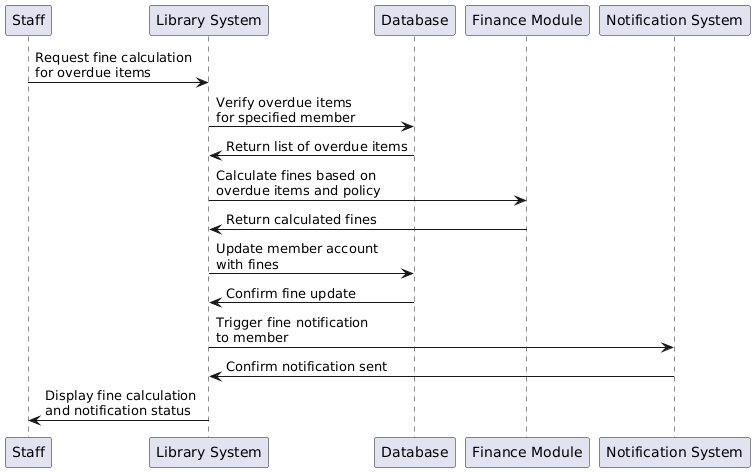 Staff
Library System
Database
Finance Module
Notification System
Request fine calculation
for overdue items
Verify overdue items
for specified member
Return list of overdue items
Calculate fines based on
overdue items and policy
Return calculated fines
Update member account
with fines
Confirm fine update
Trigger fine notification
to member
Confirm notification sent
Display fine calculation
and notification status
Staff
Library System
Database
Finance Module
Notification System